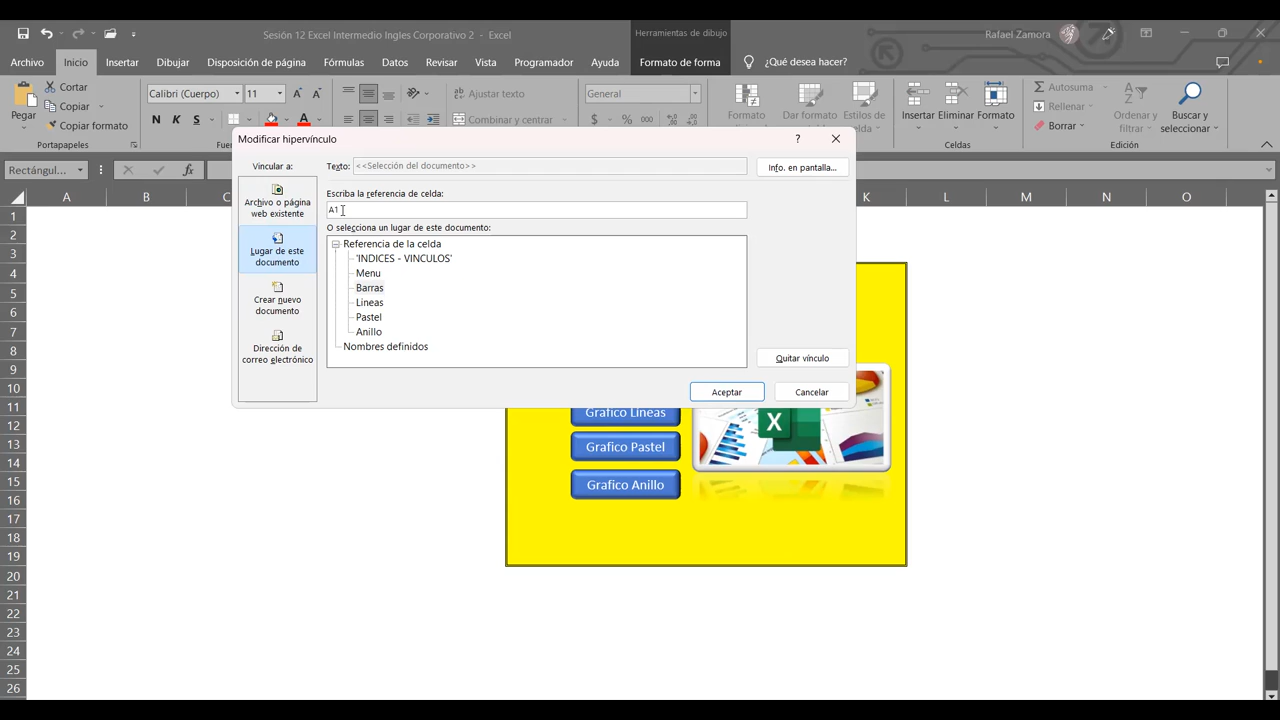 Sesión 12 Excel Intermedio Ingles Corporativo 2 - Excel
Herramientas de dibujo
Rafael Zamora
Archivo
Inicio
Insertar
Dibujar
Disposición de página
Fórmulas
Datos
Revisar
Vista
Programador
Ayuda
Formato de forma
¿Qué desea hacer?
Pegar
Cortar
Copiar
Copiar formato
Portapapeles
Calibri (Cuerpo)
11
N
K
S
A
Ajustar texto
Combinar y centrar
General
$
%
000
Formato
Dar formato
Estilos de
Insertar
Eliminar
Formato
Celdas
Autosuma
Rellenar
Borrar
Ordenar y
filtrar
Buscar y
seleccionar
Edición
Rectángul...
fx
Modificar hipervínculo
?
Vincular a:
Texto:
<<Selección del documento>>
Info. en pantalla...
Archivo o página
web existente
Lugar de este
documento
Crear nuevo
documento
Dirección de
correo electrónico
Escriba la referencia de celda:
A1
O selecciona un lugar de este documento:
Referencia de la celda
'INDICES - VINCULOS'
Menu
Barras
Lineas
Pastel
Anillo
Nombres definidos
Quitar vínculo
Aceptar
Cancelar
A
B
C
K
L
M
N
O
1
2
3
4
5
6
7
8
9
10
11
12
13
14
15
16
17
18
19
20
21
22
23
24
25
26
Grafico Lineas
Grafico Pastel
Grafico Anillo
X